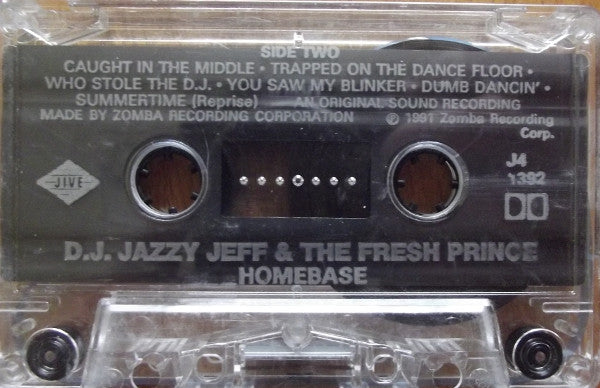 SIDE TWO
CAUGHT IN THE MIDDLE • TRAPPED ON THE DANCE FLOOR •
WHO STOLE THE D.J. • YOU SAW MY BLINKER • DUMB DANCIN' •
SUMMERTIME (Reprise) AN ORIGINAL SOUND RECORDING
MADE BY ZOMBA RECORDING CORPORATION ℗ 1991 Zomba Recording
Corp.
JIVE
J4
1392
D.J. JAZZY JEFF & THE FRESH PRINCE
HOMEBASE